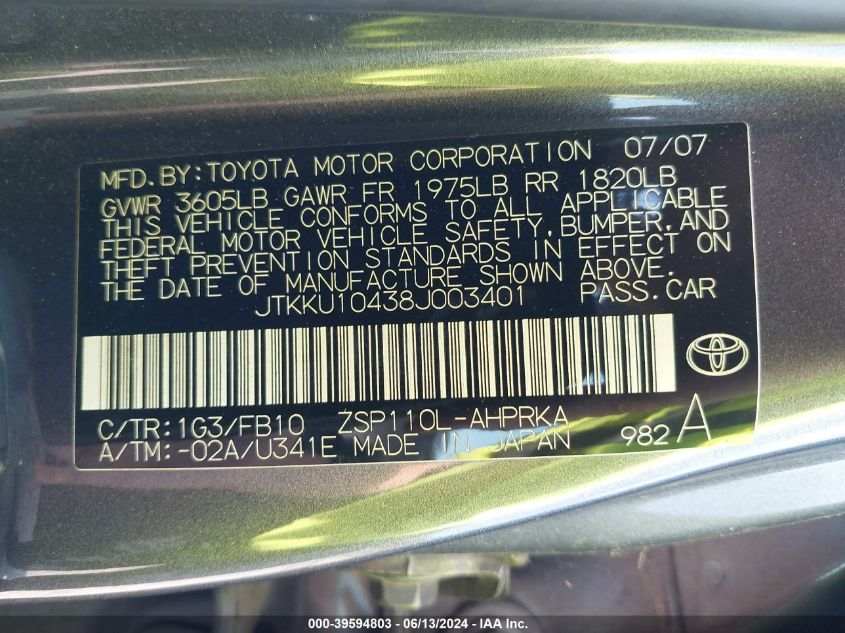 MFD.BY:TOYOTA MOTOR CORPORATION 07/07
GVWR 3605LB GAWR FR 1975LB RR 1820LB
THIS VEHICLE CONFORMS TO ALL APPLICABLE
FEDERAL MOTOR VEHICLE SAFETY,BUMPER,AND
THEFT PREVENTION STANDARDS IN EFFECT ON
THE DATE OF MANUFACTURE SHOWN ABOVE.
JTKKU10438J003401 PASS.CAR
C/TR:1G3/FB10 ZSP110L-AHPRKA
A/TM:-02A/U341E MADE IN JAPAN 982A
000-39594803 - 06/13/2024 - IAA Inc.